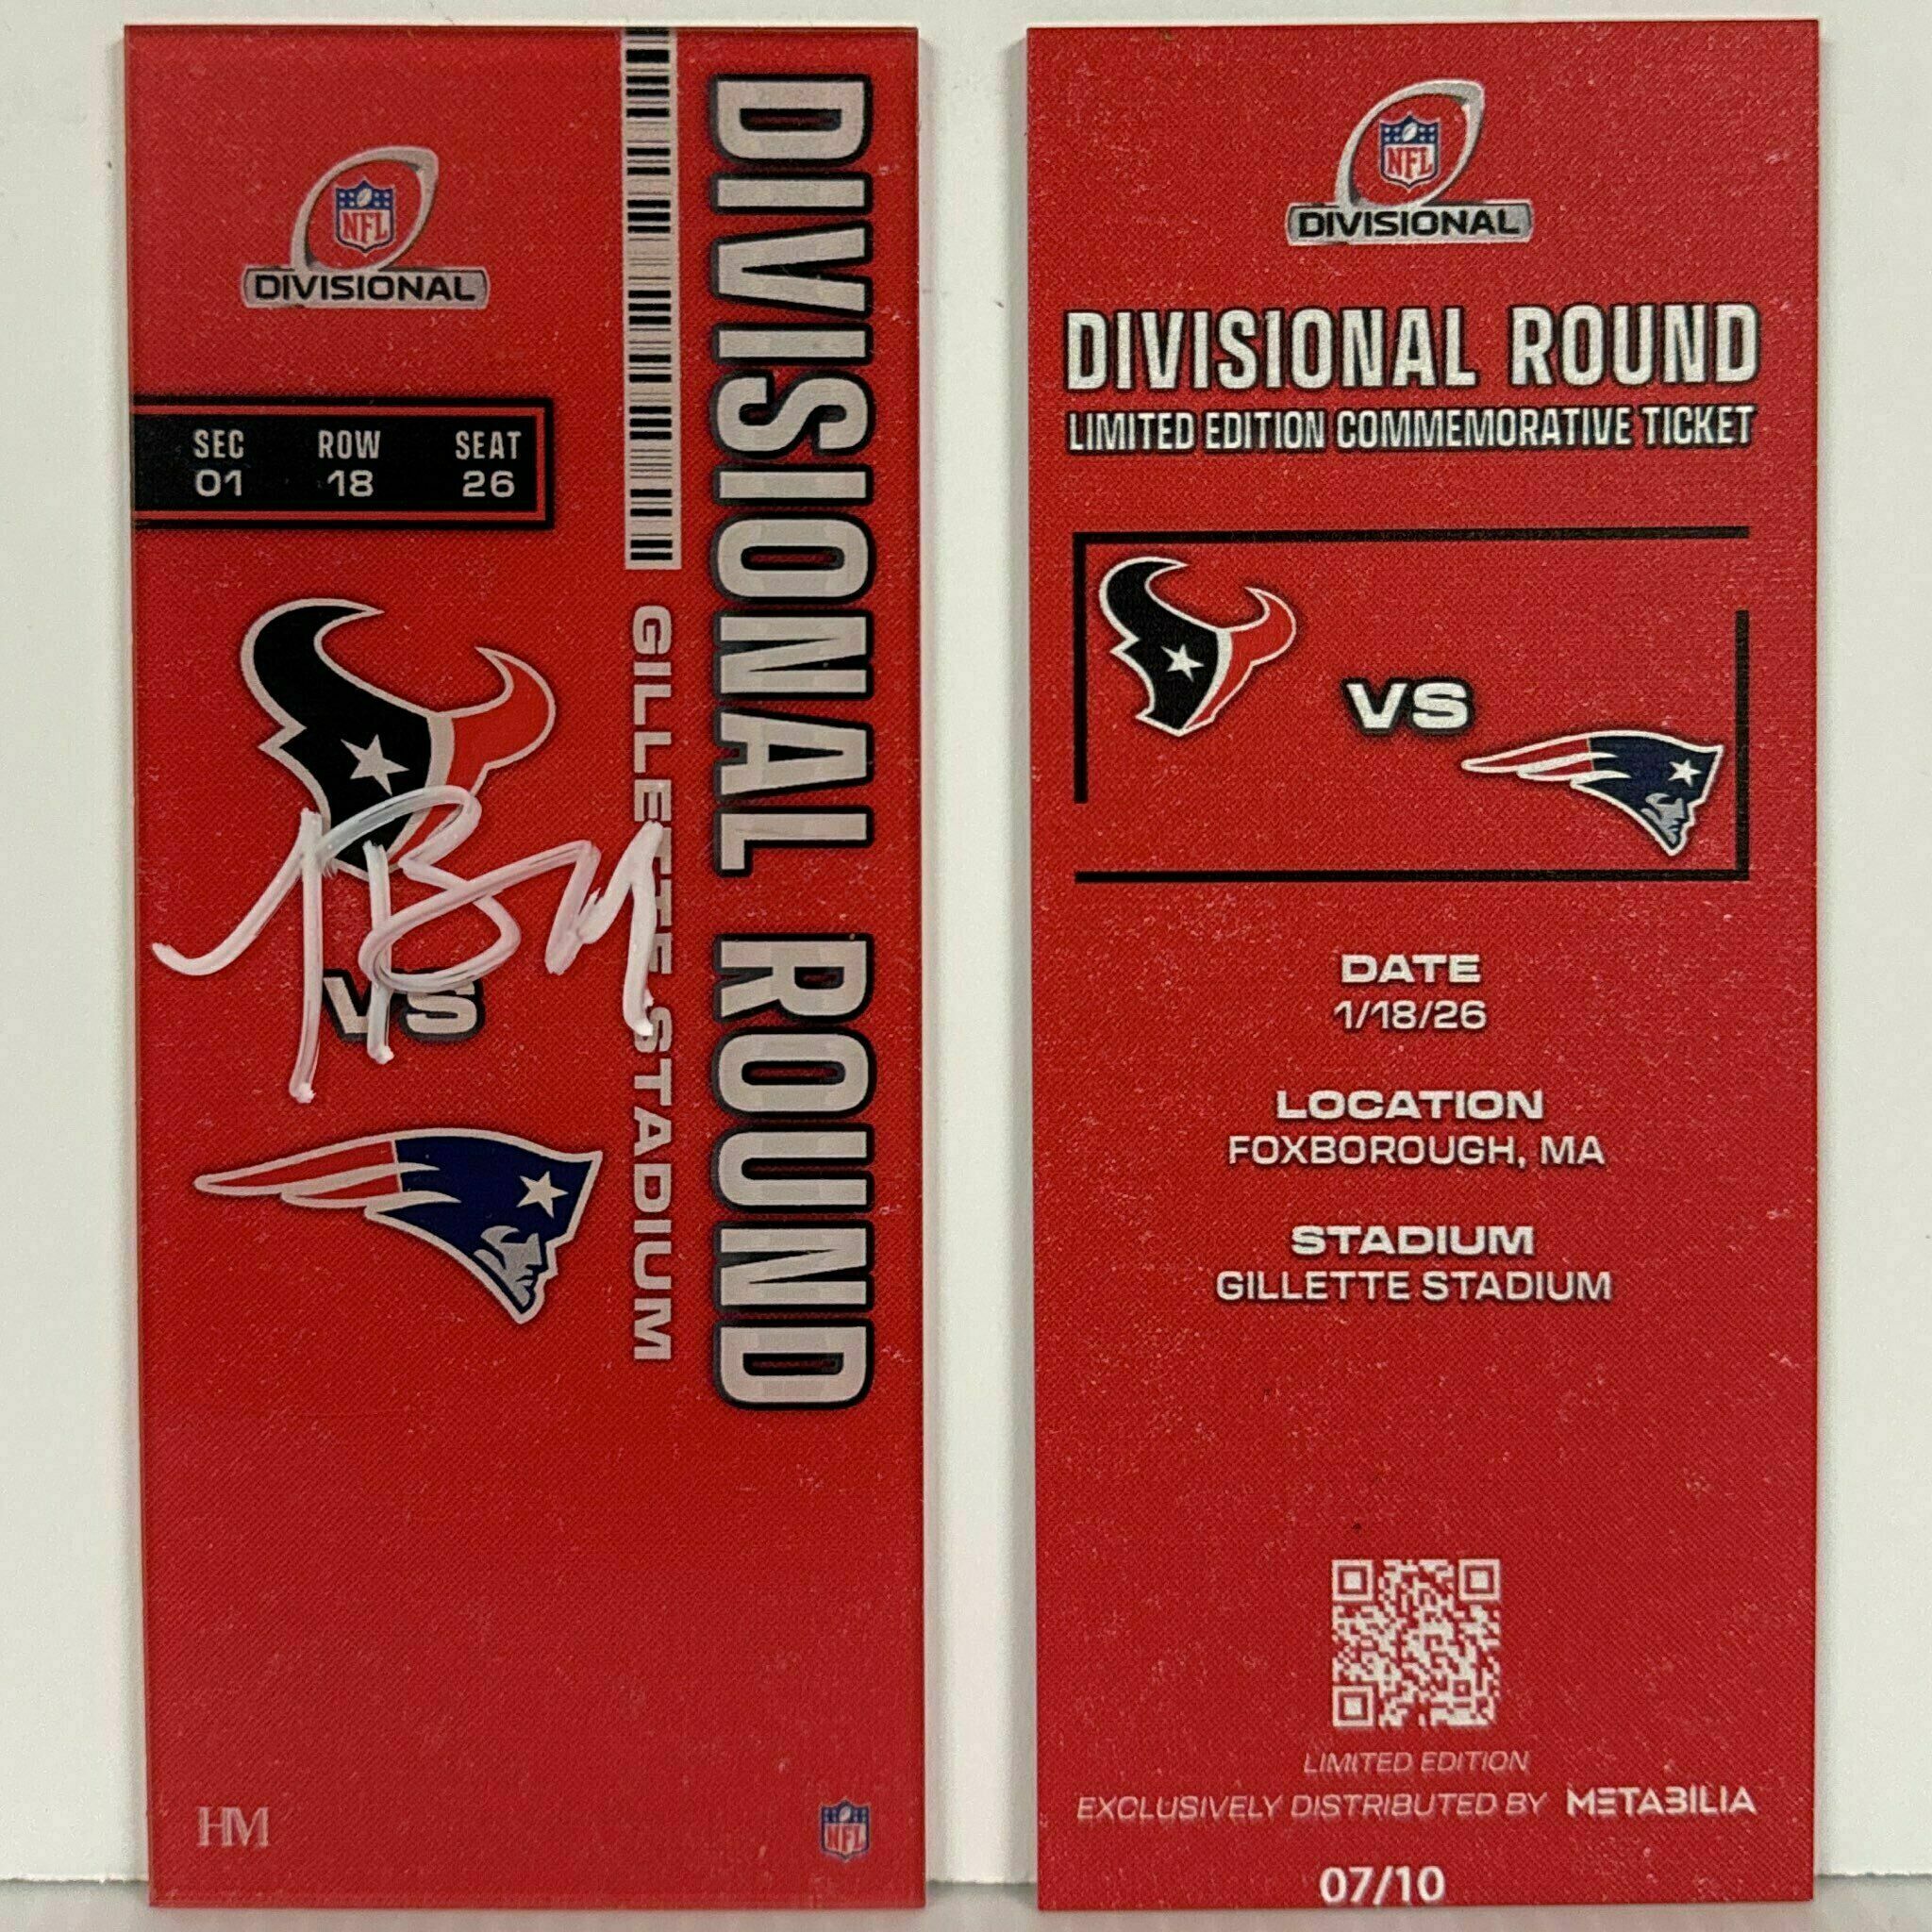 NFL
DIVISIONAL
SEC ROW SEAT
01 18 26
VS
GILLETTE STADIUM
DIVISIONAL ROUND
HM
NFL
NFL
DIVISIONAL
DIVISIONAL ROUND
LIMITED EDITION COMMEMORATIVE TICKET
VS
DATE
1/18/26
LOCATION
FOXBOROUGH, MA
STADIUM
GILLETTE STADIUM
LIMITED EDITION
EXCLUSIVELY DISTRIBUTED BY METABILIA
07/10